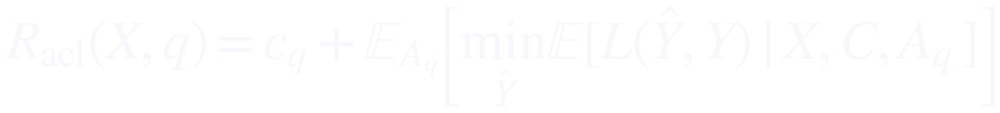 R_acl(X, q) = c_q + 𝔼_{A_q}[min_Ŷ 𝔼[L(Ŷ, Y) | X, C, A_q]]